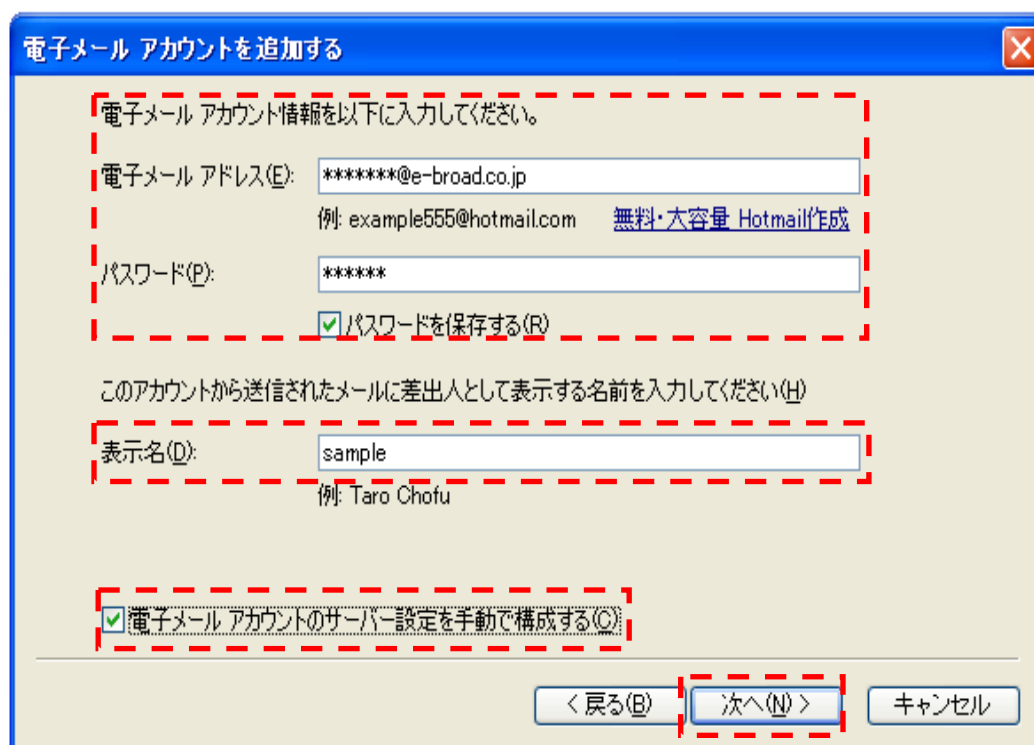 電子メール アカウントを追加する
電子メール アカウント情報を以下に入力してください。
電子メール アドレス(E): *******@e-broad.co.jp
例: example555@hotmail.com 無料・大容量 Hotmail作成
パスワード(P): ******
パスワードを保存する(R)
このアカウントから送信されたメールに差出人として表示する名前を入力してください(H)
表示名(D): sample
例: Taro Chofu
電子メール アカウントのサーバー設定を手動で構成する(C)
< 戻る(B) 次へ(N) > キャンセル